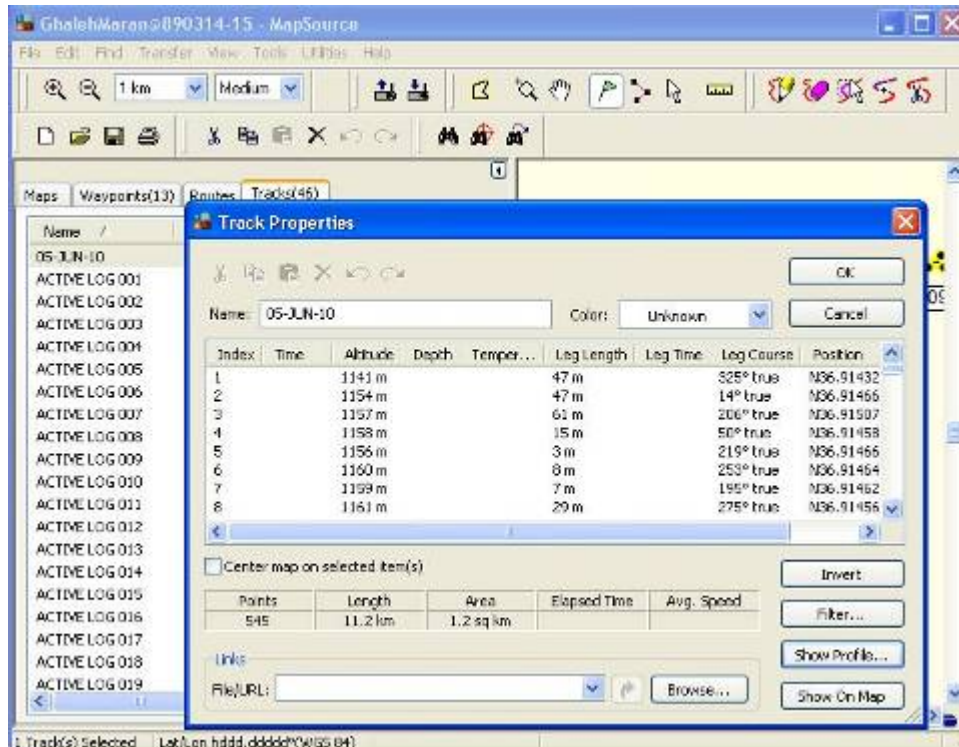 GhalehMaran@890314-15 - MapSource
File Edit Find Transfer View Tools Utilities Help
1 km Medium
Maps Waypoints(13) Routes Tracks(46)
Name /
05-JUN-10
ACTIVE LOG 001
ACTIVE LOG 002
ACTIVE LOG 003
ACTIVE LOG 004
ACTIVE LOG 005
ACTIVE LOG 006
ACTIVE LOG 007
ACTIVE LOG 008
ACTIVE LOG 009
ACTIVE LOG 010
ACTIVE LOG 011
ACTIVE LOG 012
ACTIVE LOG 013
ACTIVE LOG 014
ACTIVE LOG 015
ACTIVE LOG 016
ACTIVE LOG 017
ACTIVE LOG 018
ACTIVE LOG 019
Track Properties
OK
Name: 05-JUN-10 Color: Unknown Cancel
Index Time Altitude Depth Temper... Leg Length Leg Time Leg Course Position
1 1141 m 47 m 325° true N36.91432
2 1154 m 47 m 14° true N36.91466
3 1157 m 61 m 206° true N36.91507
4 1158 m 15 m 50° true N36.91458
5 1156 m 3 m 219° true N36.91466
6 1160 m 8 m 253° true N36.91464
7 1159 m 7 m 195° true N36.91462
8 1161 m 29 m 275° true N36.91456
Center map on selected item(s)
Invert
Points Length Area Elapsed Time Avg. Speed
545 11.2 km 1.2 sq km
Filter...
Links
Show Profile...
File/URL: Browse... Show On Map
1 Track(s) Selected Lat/Lon hddd.ddddd°(WGS 84)